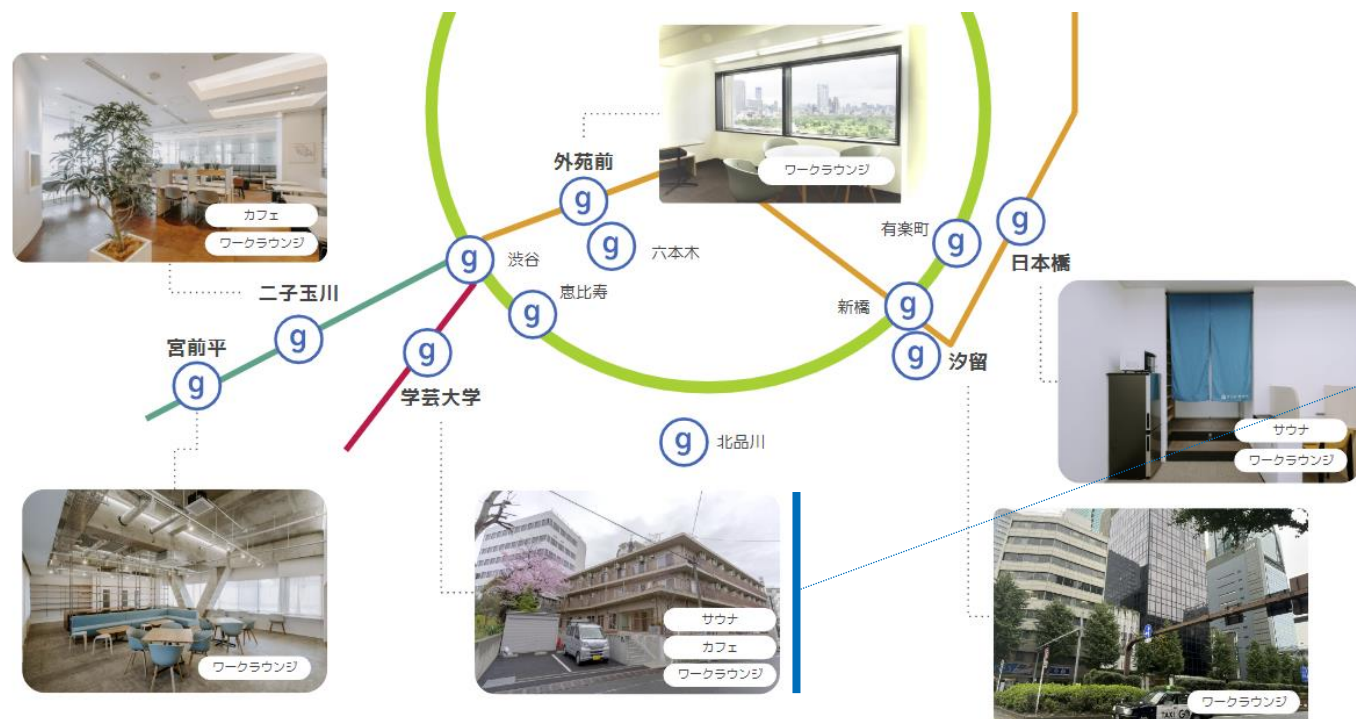 外苑前
ワークラウンジ
カフェ
ワークラウンジ
g
g
六本木
有楽町
g
g
日本橋
渋谷
g
二子玉川
恵比寿
g
新橋
g
g
宮前平
g
g
汐留
g
学芸大学
サウナ
ワークラウンジ
g
北品川
ワークラウンジ
サウナ
カフェ
ワークラウンジ
ワークラウンジ
TAXI GO